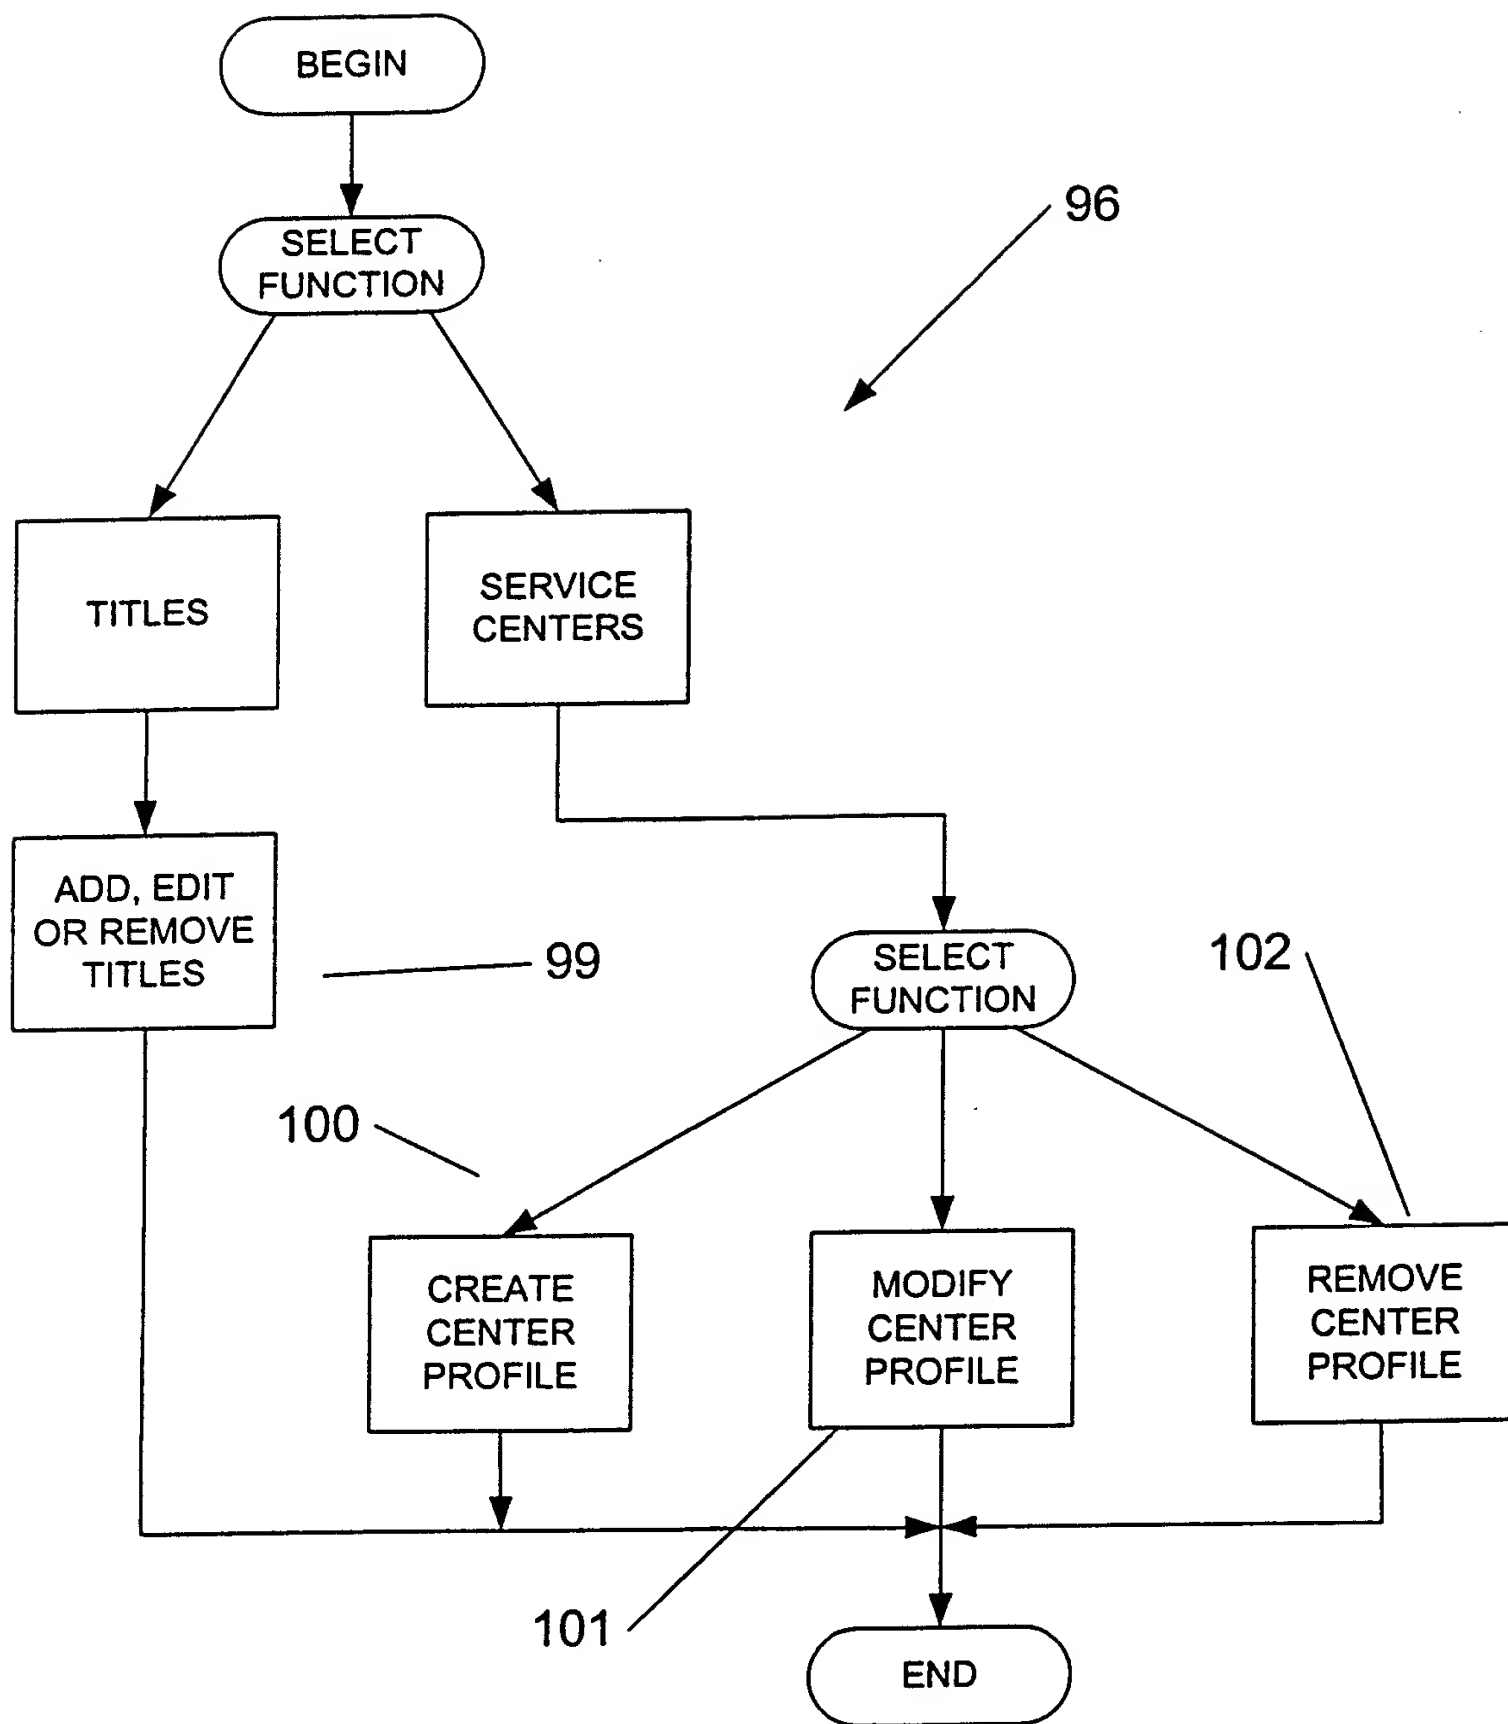 BEGIN
96
SELECT
FUNCTION
TITLES
SERVICE
CENTERS
ADD, EDIT
OR REMOVE
TITLES
99
SELECT
FUNCTION
102
100
CREATE
CENTER
PROFILE
MODIFY
CENTER
PROFILE
REMOVE
CENTER
PROFILE
101
END